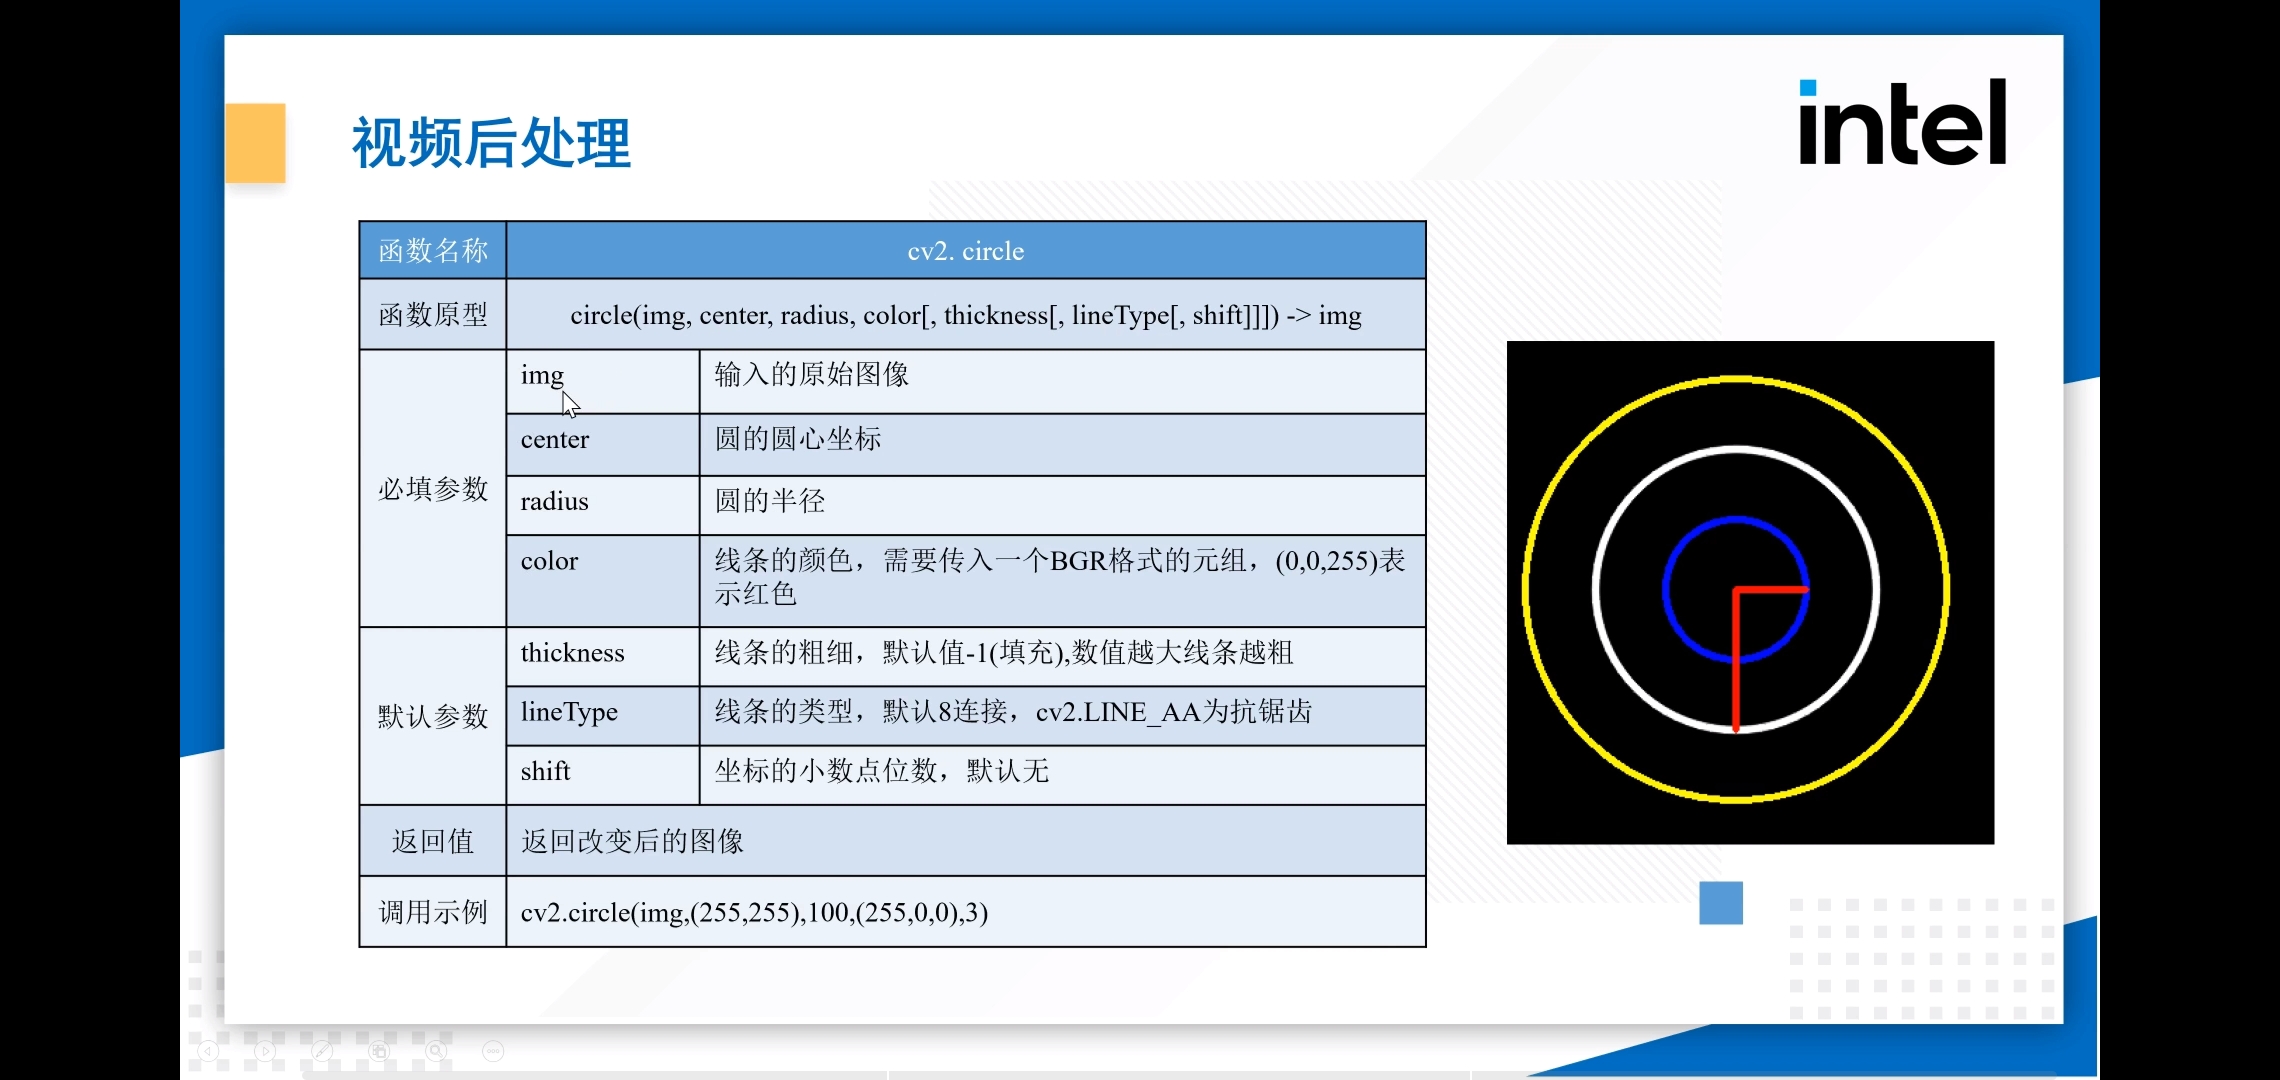 视频后处理
intel
函数名称
cv2. circle
函数原型
circle(img, center, radius, color[, thickness[, lineType[, shift]]]) -> img
必填参数
img
输入的原始图像
center
圆的圆心坐标
radius
圆的半径
color
线条的颜色，需要传入一个BGR格式的元组，(0,0,255)表
示红色
默认参数
thickness
线条的粗细，默认值-1(填充),数值越大线条越粗
lineType
线条的类型，默认8连接，cv2.LINE_AA为抗锯齿
shift
坐标的小数点位数，默认无
返回值
返回改变后的图像
调用示例
cv2.circle(img,(255,255),100,(255,0,0),3)